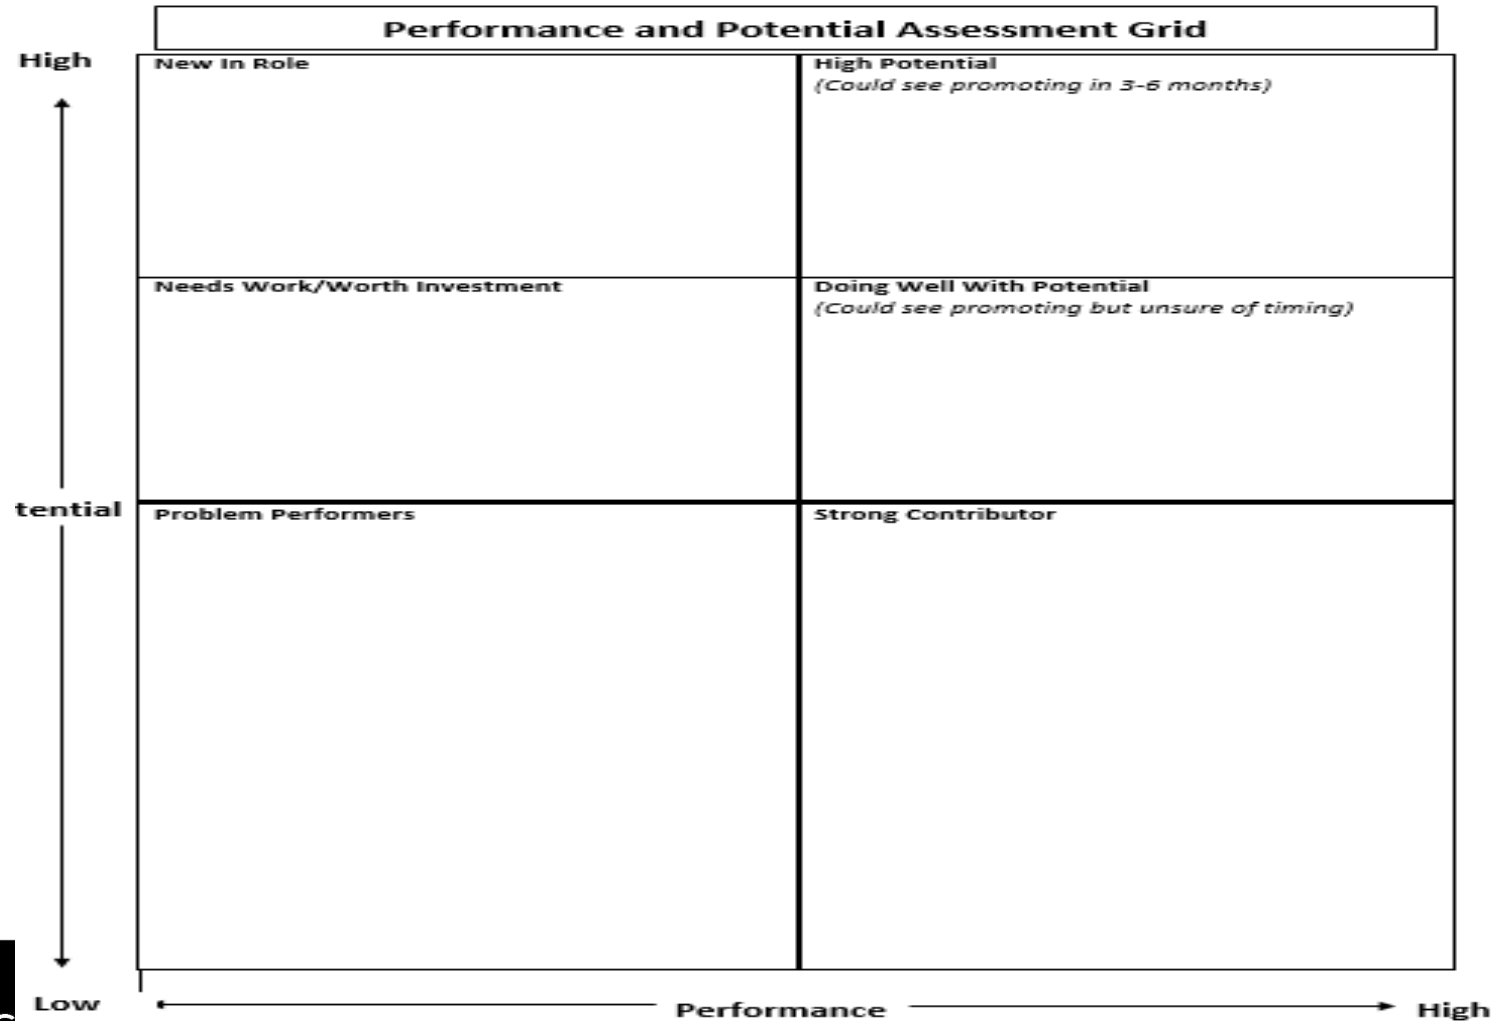 Performance and Potential Assessment Grid
High
New In Role
High Potential
(Could see promoting in 3-6 months)
Needs Work/Worth Investment
Doing Well With Potential
(Could see promoting but unsure of timing)
tential
Problem Performers
Strong Contributor
Low
Performance
High